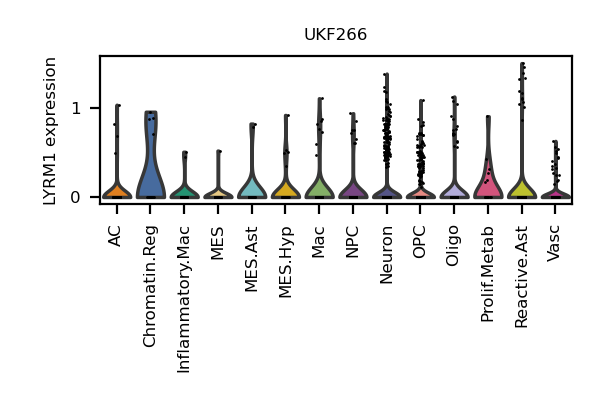 UKF266
LYRM1 expression
1
0
AC
Chromatin.Reg
Inflammatory.Mac
MES
MES.Ast
MES.Hyp
Mac
NPC
Neuron
OPC
Oligo
Prolif.Metab
Reactive.Ast
Vasc